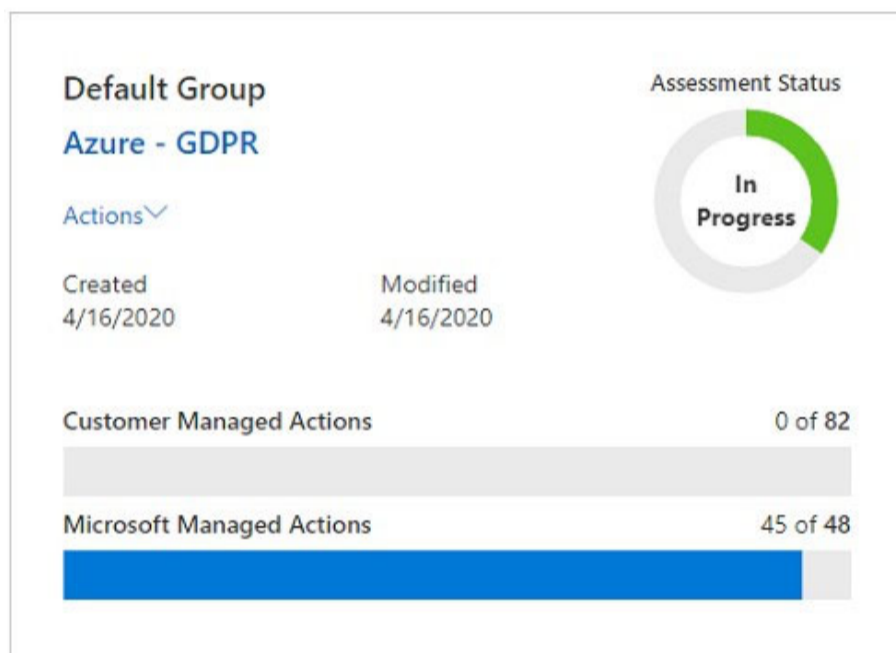 Default Group
Azure - GDPR
Assessment Status
In
Progress
Actions
Created
4/16/2020
Modified
4/16/2020
Customer Managed Actions 0 of 82
Microsoft Managed Actions 45 of 48